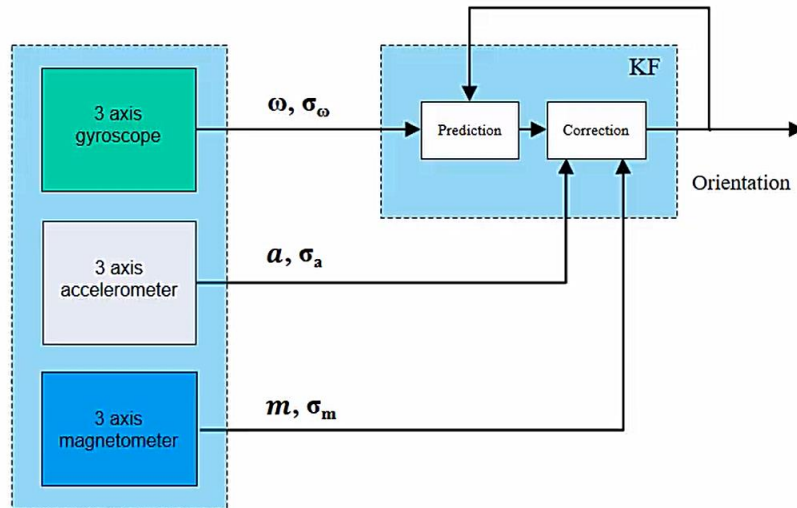 3 axis
gyroscope
ω, σω
KF
Prediction
Correction
Orientation
3 axis
accelerometer
a, σa
3 axis
magnetometer
m, σm